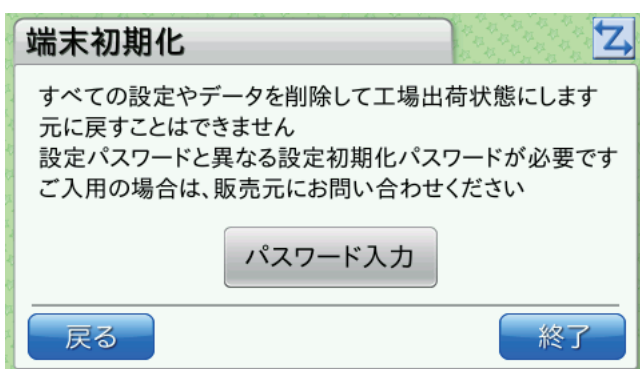 端末初期化
すべての設定やデータを削除して工場出荷状態にします
元に戻すことはできません
設定パスワードと異なる設定初期化パスワードが必要です
ご入用の場合は、販売元にお問い合わせください
パスワード入力
戻る
終了